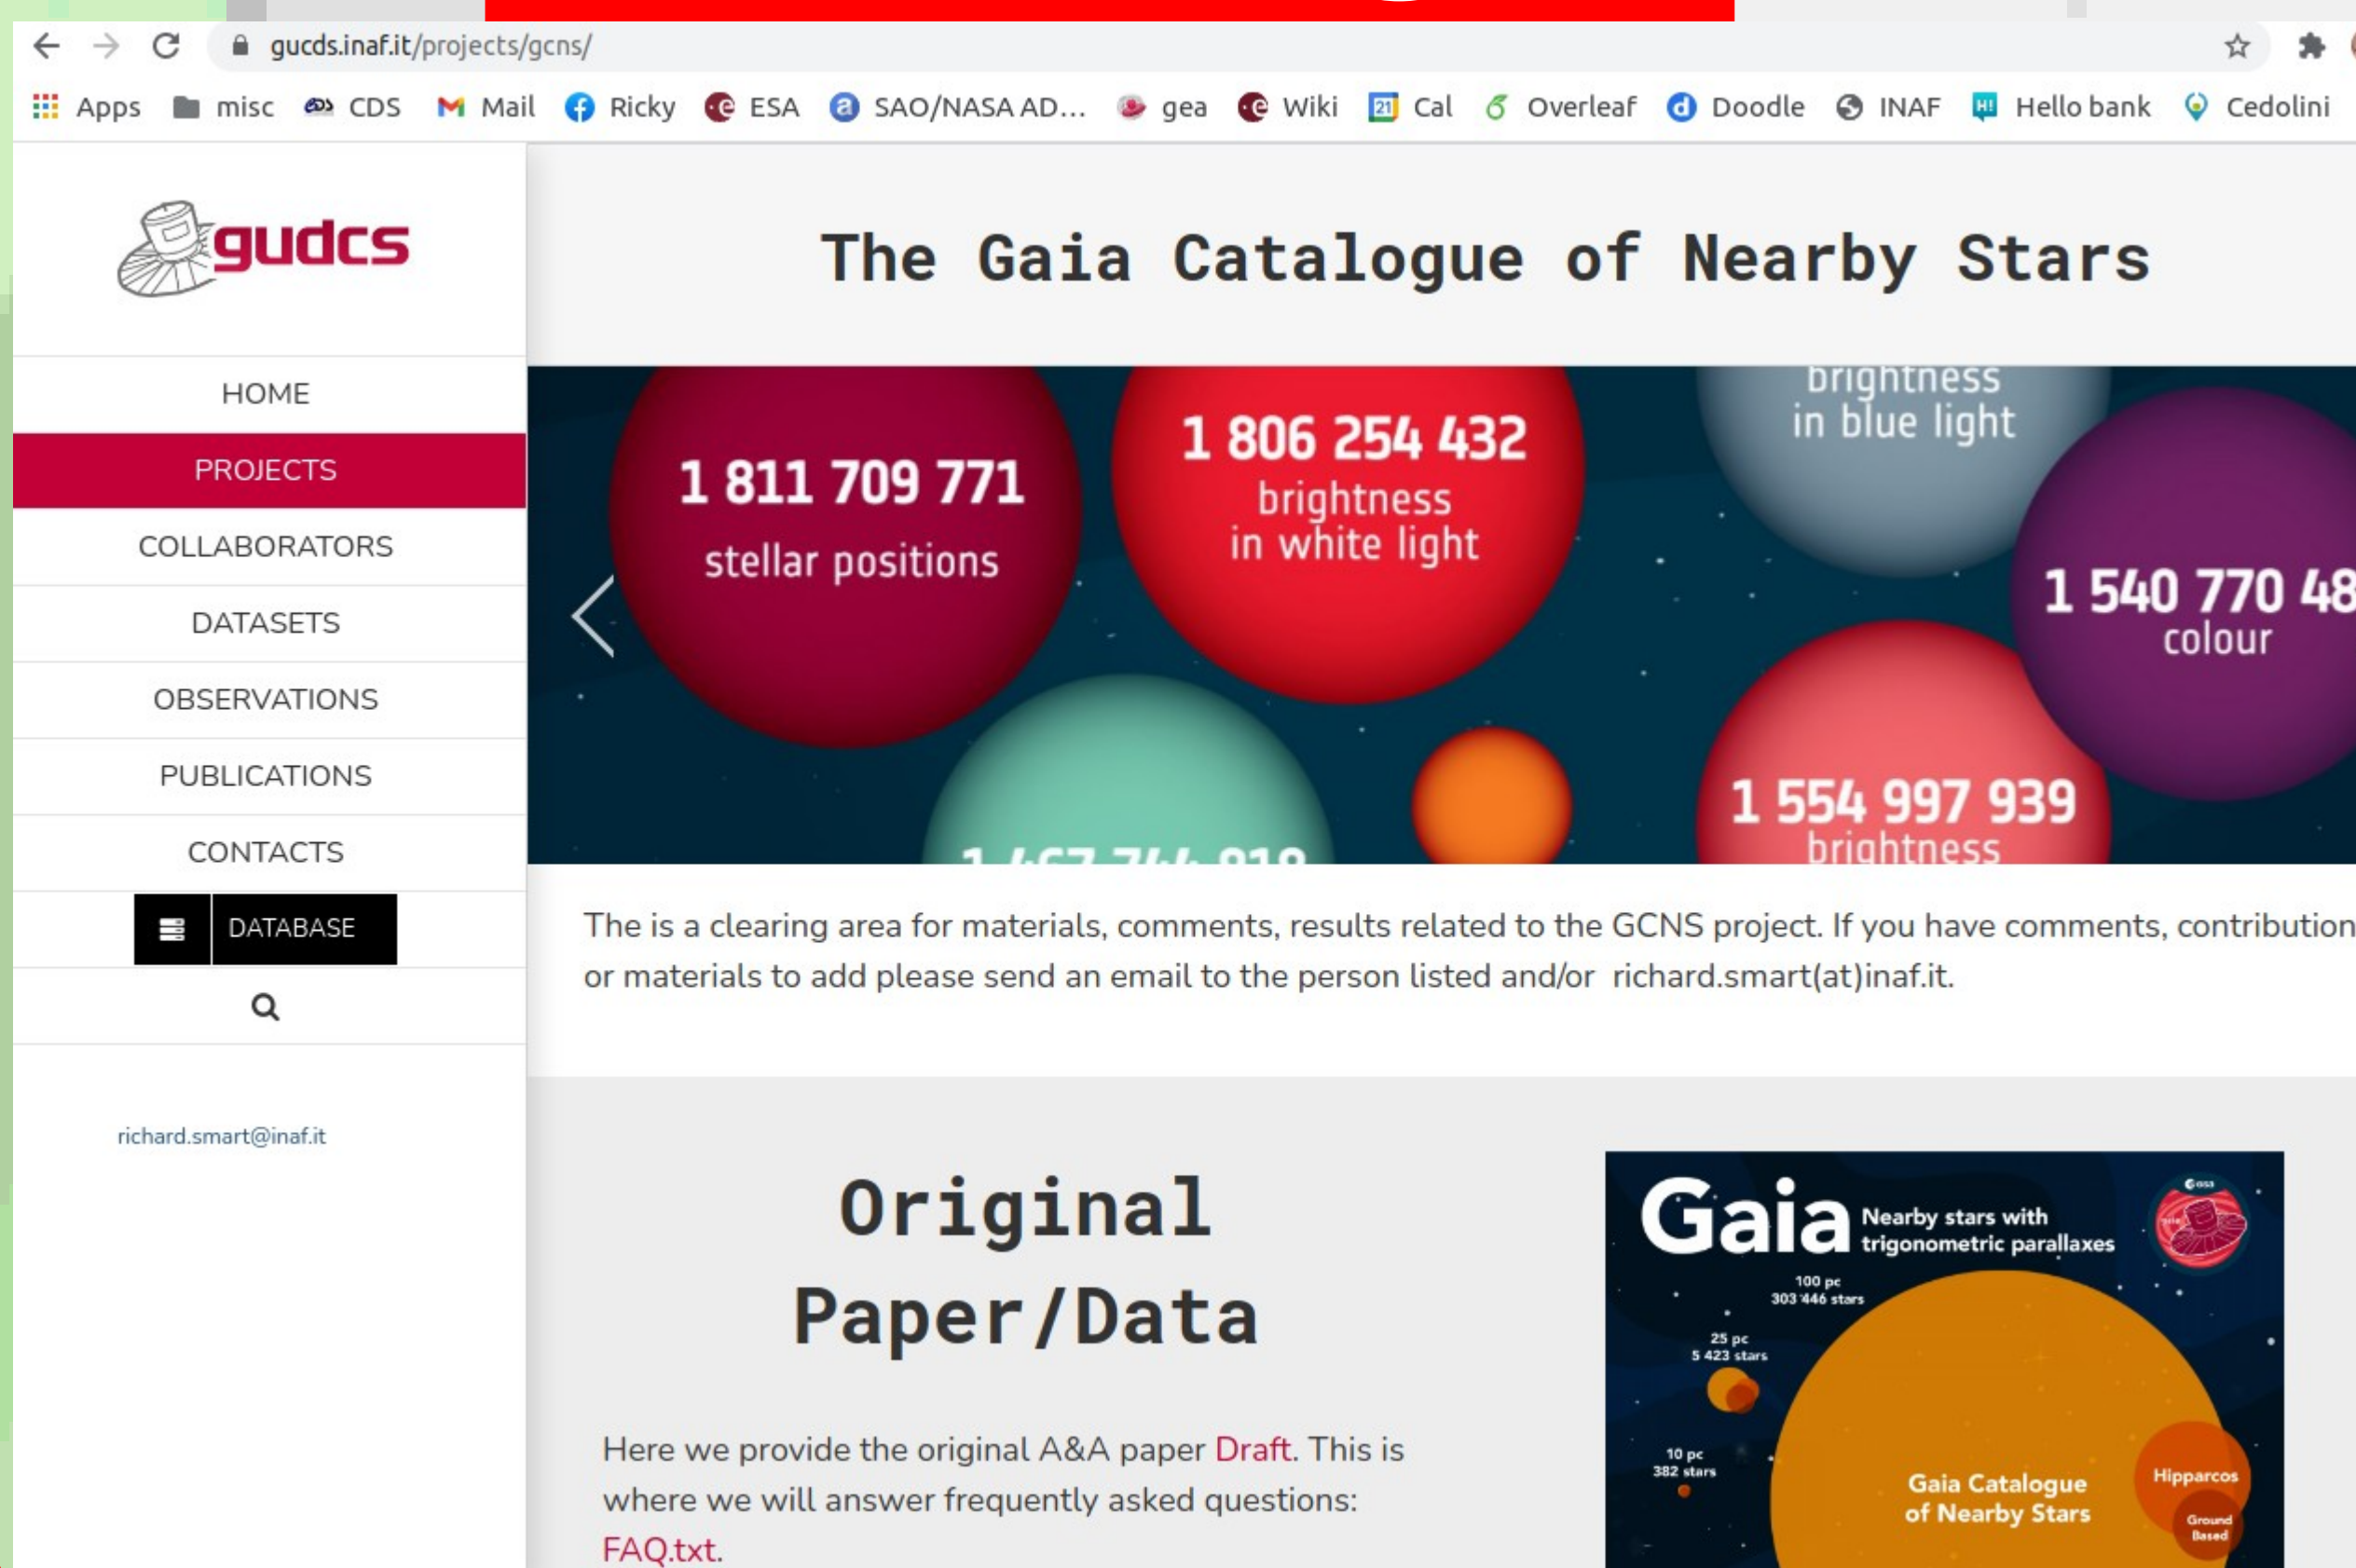 gucds.inaf.it/projects/gcns/
Apps misc CDS Mail Ricky ESA SAO/NASA AD... gea Wiki Cal Overleaf Doodle INAF Hello bank Cedolini
gudcs
HOME
PROJECTS
COLLABORATORS
DATASETS
OBSERVATIONS
PUBLICATIONS
CONTACTS
DATABASE
richard.smart@inaf.it
The Gaia Catalogue of Nearby Stars
1 811 709 771
stellar positions
1 806 254 432
brightness
in white light
brightness
in blue light
1 540 770 48
colour
1 554 997 939
brightness
The is a clearing area for materials, comments, results related to the GCNS project. If you have comments, contribution
or materials to add please send an email to the person listed and/or richard.smart(at)inaf.it.
Original
Paper/Data
Here we provide the original A&A paper Draft. This is
where we will answer frequently asked questions:
FAQ.txt.
Gaia
Nearby stars with
trigonometric parallaxes
esa
100 pc
303 446 stars
25 pc
5 423 stars
10 pc
382 stars
Gaia Catalogue
of Nearby Stars
Hipparcos
Ground
Based